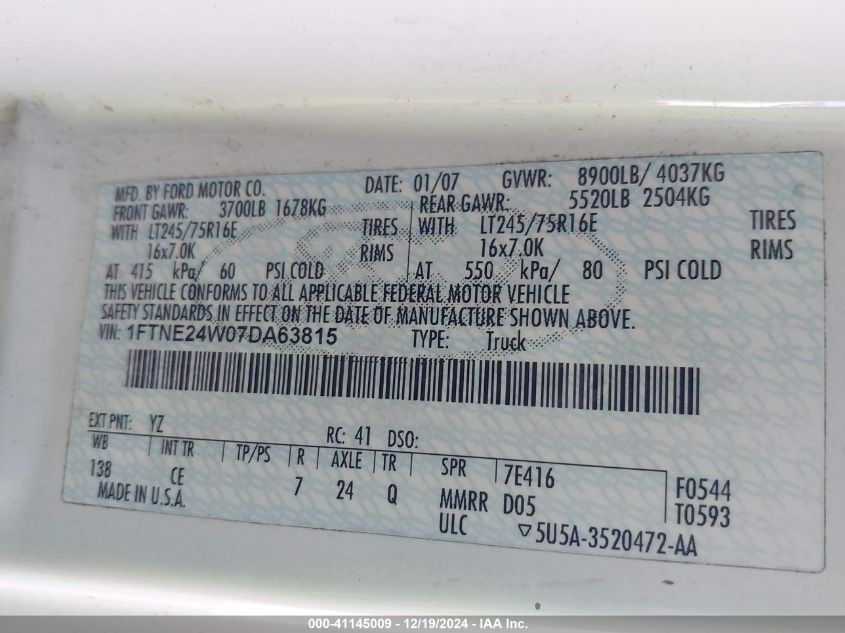 MFD. BY FORD MOTOR CO. DATE: 01/07 GVWR: 8900LB/ 4037KG
FRONT GAWR: 3700LB 1678KG REAR GAWR: 5520LB 2504KG
WITH LT245/75R16E TIRES WITH LT245/75R16E TIRES
16x7.0K RIMS 16x7.0K RIMS
AT 415 kPa/ 60 PSI COLD AT 550 kPa/ 80 PSI COLD
THIS VEHICLE CONFORMS TO ALL APPLICABLE FEDERAL MOTOR VEHICLE
SAFETY STANDARDS IN EFFECT ON THE DATE OF MANUFACTURE SHOWN ABOVE.
VIN: 1FTNE24W07DA63815 TYPE: Truck
EXT PNT: YZ RC: 41 DSO:
WB INT TR TP/PS R AXLE TR SPR 7E416 F0544
138 CE 7 24 Q MMRR D05 T0593
MADE IN U.S.A. ULC 5U5A-3520472-AA
000-41145009 - 12/19/2024 - IAA Inc.